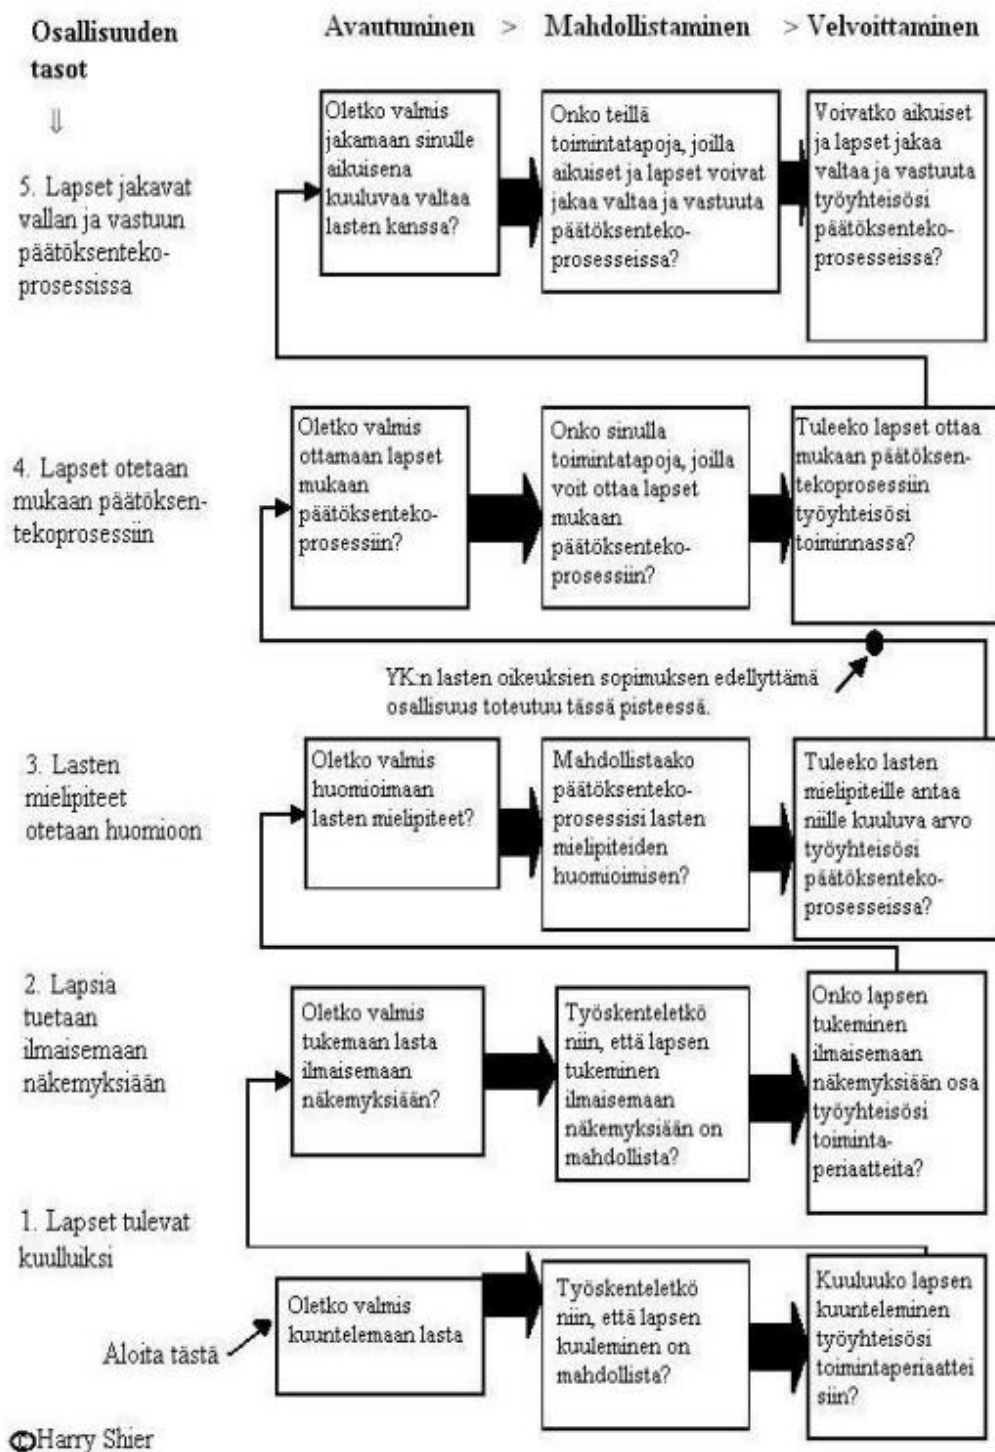 Osallisuuden
tasot
⇓
Avautuminen > Mahdollistaminen > Velvoittaminen
5. Lapset jakavat
vallan ja vastuun
päätöksenteko-
prosessissa
Oletko valmis
jakamaan sinulle
aikuisena
kuuluvaa valtaa
lasten kanssa?
Onko teillä
toimintatapoja, joilla
aikuiset ja lapset voivat
jakaa valtaa ja vastuuta
päätöksenteko-
prosesseissa?
Voivatko aikuiset
ja lapset jakaa
valtaa ja vastuuta
työyhteisösi
päätöksenteko-
prosesseissa?
4. Lapset otetaan
mukaan päätöksen-
tekoprosessiin
Oletko valmis
ottamaan lapset
mukaan
päätöksenteko-
prosessiin?
Onko sinulla
toimintatapoja, joilla
voit ottaa lapset
mukaan
päätöksenteko-
prosessiin?
Tuleeko lapset ottaa
mukaan päätöksen-
tekoprosessiin
työyhteisösi
toiminnassa?
YK:n lasten oikeuksien sopimuksen edellyttämä
osallisuus toteutuu tässä pisteessä.
3. Lasten
mielipiteet
otetaan huomioon
Oletko valmis
huomioimaan
lasten mielipiteet?
Mahdollistaako
päätöksenteko-
prosessisi lasten
mielipiteiden
huomioimisen?
Tuleeko lasten
mielipiteille antaa
niille kuuluva arvo
työyhteisösi
päätöksenteko-
prosesseissa?
2. Lapsia
tuetaan
ilmaisemaan
näkemyksiään
Oletko valmis
tukemaan lasta
ilmaisemaan
näkemyksiään?
Työskenteletkö
niin, että lapsen
tukeminen
ilmaisemaan
näkemyksiään on
mahdollista?
Onko lapsen
tukeminen
ilmaisemaan
näkemyksiään osa
työyhteisösi
toiminta-
periaatteita?
1. Lapset tulevat
kuulluiksi
Aloita tästä
Oletko valmis
kuuntelemaan lasta
Työskenteletkö
niin, että lapsen
kuuleminen on
mahdollista?
Kuuluuko lapsen
kuunteleminen
työyhteisösi
toimintaperiaattei
siin?
©Harry Shier